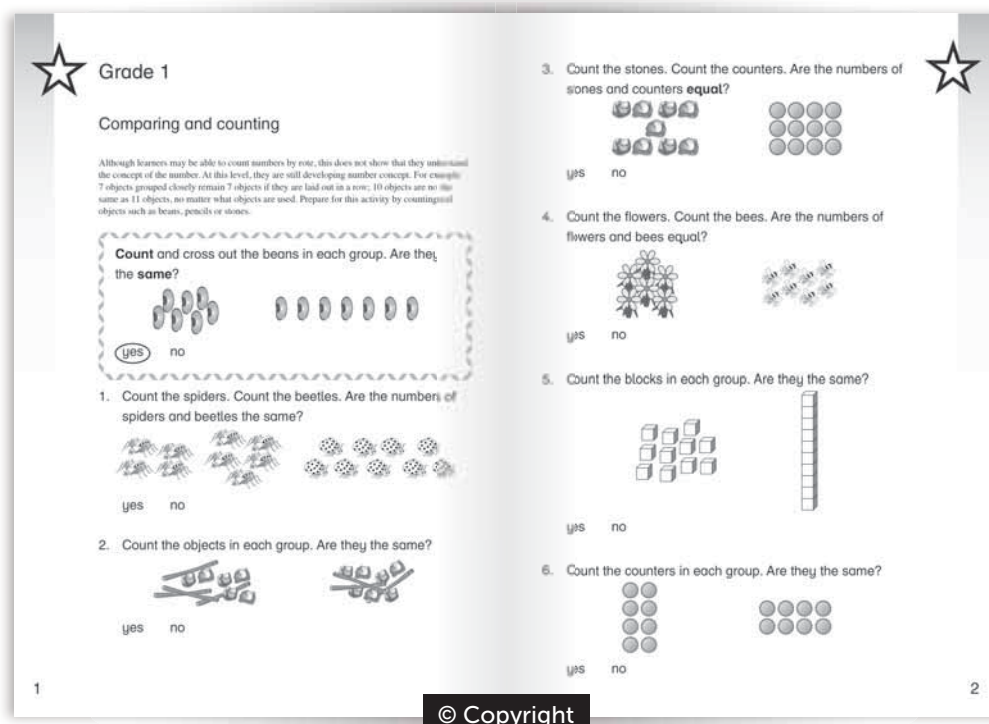 Grade 1
Comparing and counting
Although learners may be able to count numbers by rote, this does not show that they understand
the concept of the number. At this level, they are still developing number concept. For example
7 objects grouped closely remain 7 objects if they are laid out in a row; 10 objects are no the
same as 11 objects, no matter what objects are used. Prepare for this activity by counting real
objects such as beans, pencils or stones.
Count and cross out the beans in each group. Are they
the same?
yes no
1. Count the spiders. Count the beetles. Are the numbers of
spiders and beetles the same?
yes no
2. Count the objects in each group. Are they the same?
yes no
1
3. Count the stones. Count the counters. Are the numbers of
stones and counters equal?
yes no
4. Count the flowers. Count the bees. Are the numbers of
flowers and bees equal?
yes no
5. Count the blocks in each group. Are they the same?
yes no
6. Count the counters in each group. Are they the same?
yes no
2
© Copyright